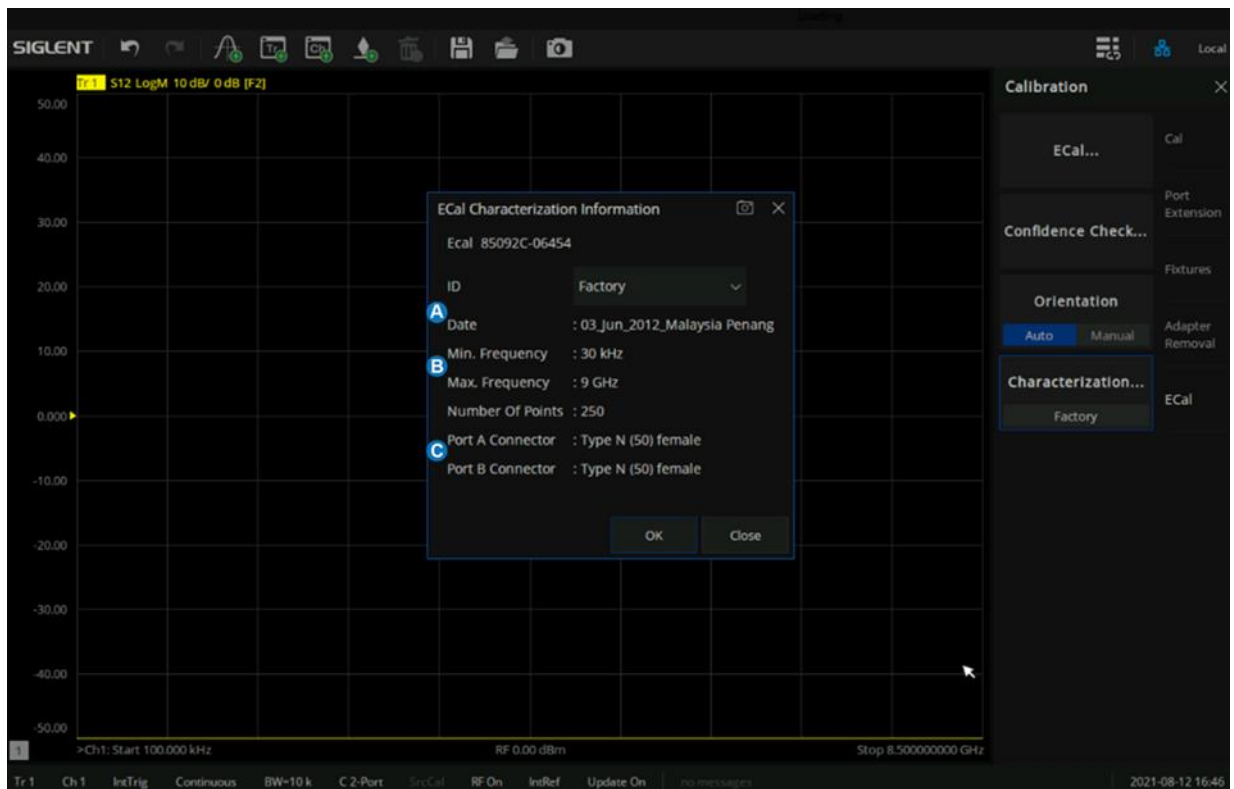 SIGLENT
Tr
Ch
Local
Tr 1 S12 LogM 10 dB/ 0 dB [F2]
50.00
40.00
30.00
20.00
10.00
0.000
-10.00
-20.00
-30.00
-40.00
-50.00
ECal Characterization Information
Ecal 85092C-06454
ID Factory
A
Date : 03_Jun_2012_Malaysia Penang
Min. Frequency : 30 kHz
B
Max. Frequency : 9 GHz
Number Of Points : 250
Port A Connector : Type N (50) female
C
Port B Connector : Type N (50) female
OK Close
Calibration
ECal...
Confidence Check...
Orientation
Auto Manual
Characterization...
Factory
Cal
Port
Extension
Fixtures
Adapter
Removal
ECal
1 >Ch1: Start 100.000 kHz RF 0.00 dBm Stop 8.500000000 GHz
Tr 1 Ch 1 IntTrig Continuous BW=10 k C 2-Port SrcCal RF On IntRef Update On no messages 2021-08-12 16:46